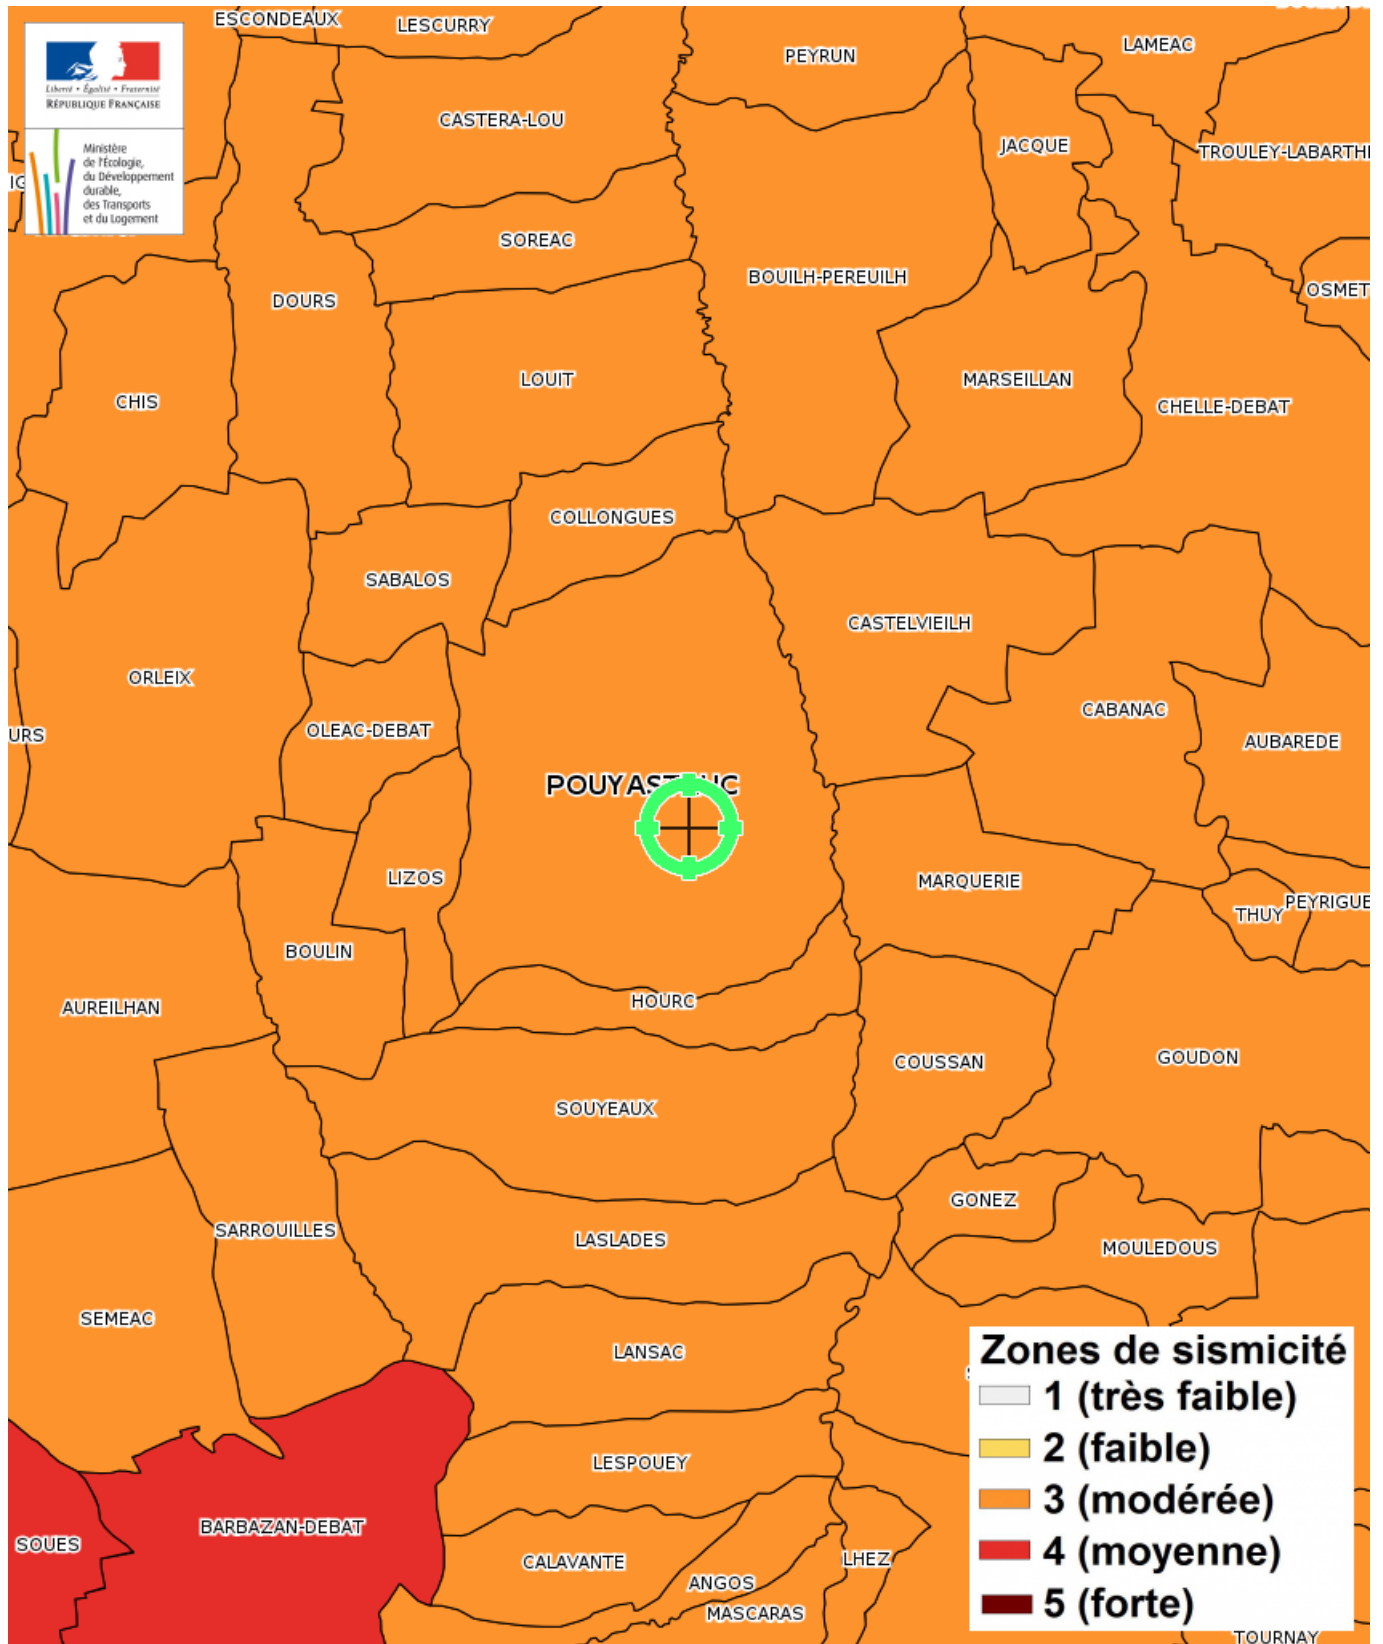 ESCONDEAUX
LESCURRY
PEYRUN
LAMEAC
Liberté • Égalité • Fraternité
RÉPUBLIQUE FRANÇAISE
CASTERA-LOU
JACQUE
TROULEY-LABARTHE
Ministère
de l'Écologie,
du Développement
durable,
des Transports
et du Logement
IG
SOREAC
BOUILH-PEREUILH
OSMET
DOURS
LOUIT
MARSEILLAN
CHIS
CHELLE-DEBAT
COLLONGUES
SABALOS
CASTELVIEILH
ORLEIX
CABANAC
OLEAC-DEBAT
URS
AUBAREDE
POUYASTRUC
LIZOS
MARQUERIE
THUY
PEYRIGUE
BOULIN
HOURC
AUREILHAN
COUSSAN
GOUDON
SOUYEAUX
GONEZ
SARROUILLES
LASLADES
MOULEDOUS
SEMEAC
LANSAC
Zones de sismicité
1 (très faible)
2 (faible)
3 (modérée)
4 (moyenne)
5 (forte)
LESPOUEY
BARBAZAN-DEBAT
SOUES
CALAVANTE
LHEZ
ANGOS
MASCARAS
TOURNAY